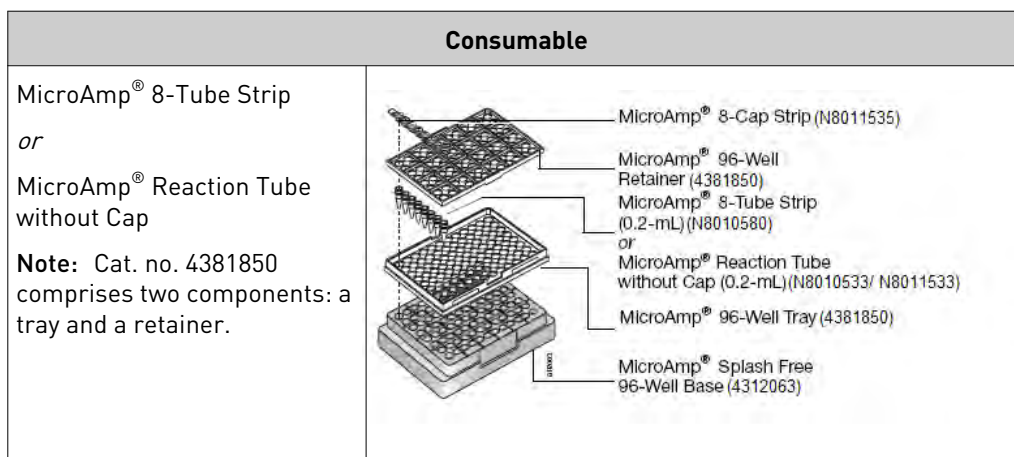 Consumable
MicroAmp® 8-Tube Strip
or
MicroAmp® Reaction Tube
without Cap
Note: Cat. no. 4381850
comprises two components: a
tray and a retainer.
MicroAmp® 8-Cap Strip (N8011535)
MicroAmp® 96-Well
Retainer (4381850)
MicroAmp® 8-Tube Strip
(0.2-mL) (N8010580)
or
MicroAmp® Reaction Tube
without Cap (0.2-mL)(N8010533/ N8011533)
MicroAmp® 96-Well Tray (4381850)
MicroAmp® Splash Free
96-Well Base (4312063)